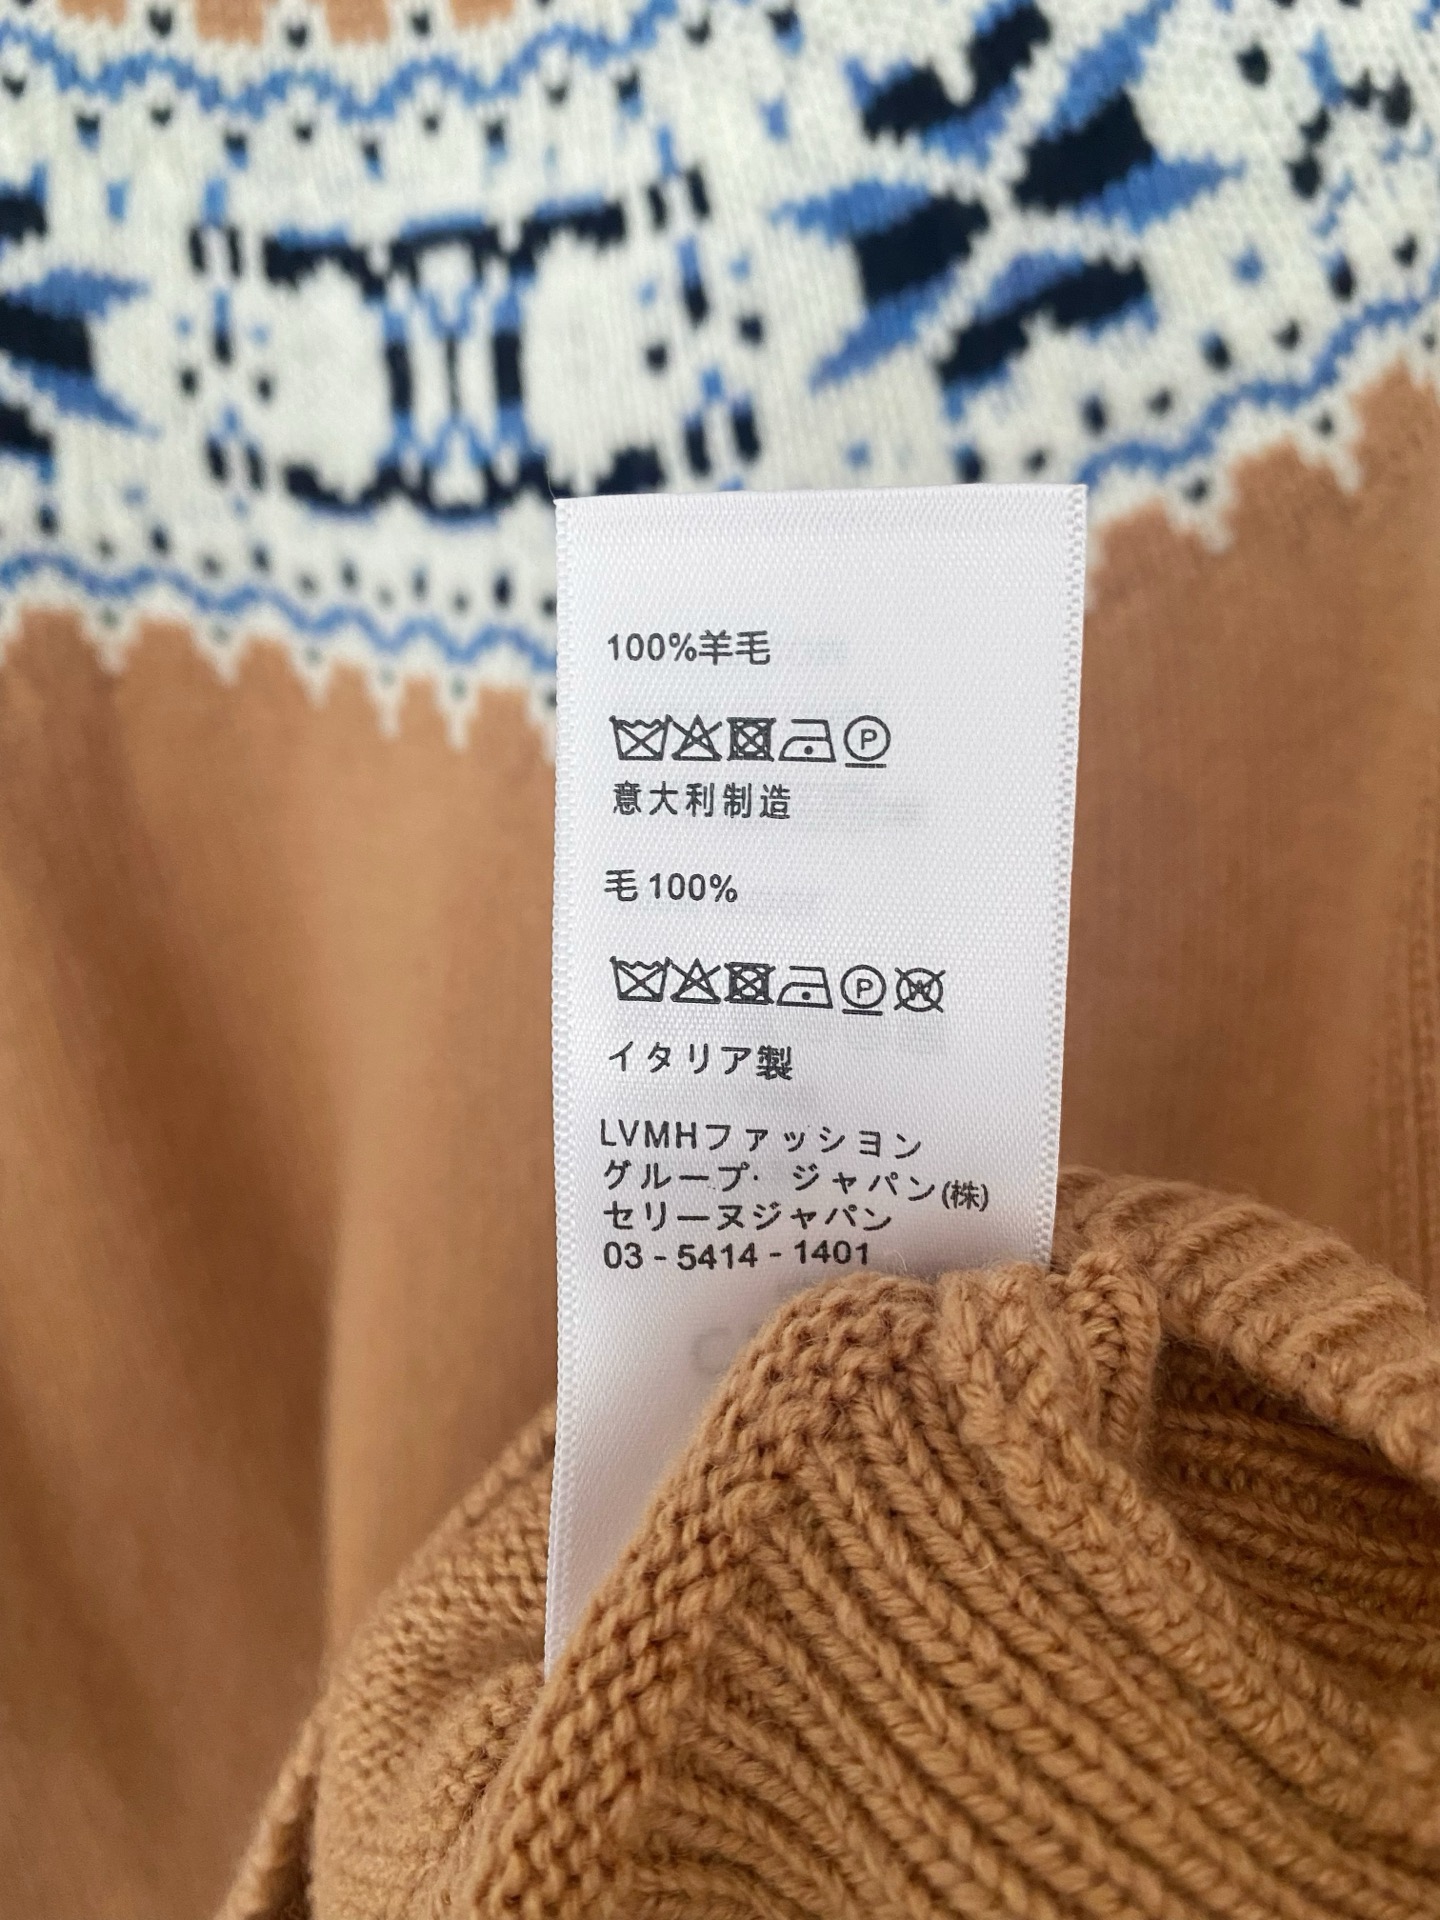 100%羊毛
P
意大利制造
毛 100%
P W
イタリア製
LVMHファッション
グループ・ ジャパン(株)
セリーヌジャパン
03 - 5414 - 1401